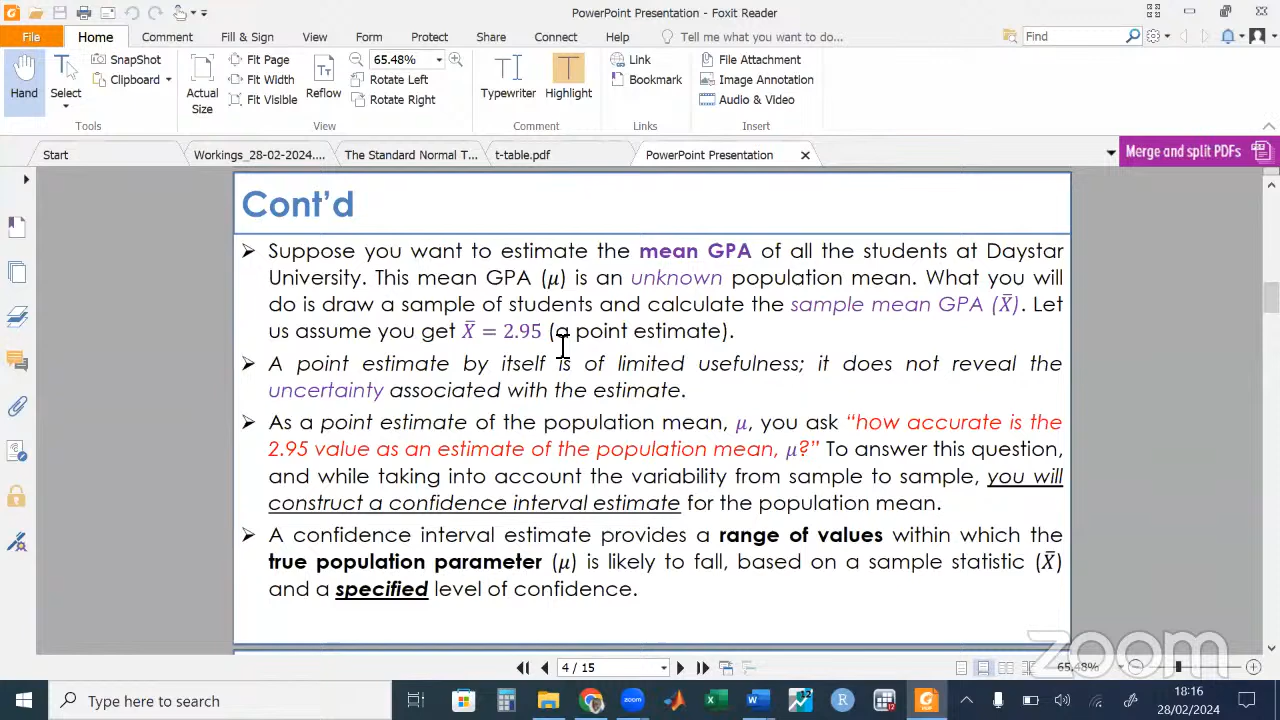 PowerPoint Presentation - Foxit Reader
File Home Comment Fill & Sign View Form Protect Share Connect Help Tell me what you want to do... Find
Hand Select SnapShot Clipboard Actual Size Fit Page Fit Width Fit Visible Reflow 65.48% Rotate Left Rotate Right Typewriter Highlight Link Bookmark File Attachment Image Annotation Audio & Video
Tools View Comment Links Insert
Start Workings_28-02-2024.... The Standard Normal T... t-table.pdf PowerPoint Presentation Merge and split PDFs
Cont'd
➢ Suppose you want to estimate the mean GPA of all the students at Daystar
University. This mean GPA (μ) is an unknown population mean. What you will
do is draw a sample of students and calculate the sample mean GPA (X̄). Let
us assume you get X̄ = 2.95 (a point estimate).
➢ A point estimate by itself is of limited usefulness; it does not reveal the
uncertainty associated with the estimate.
➢ As a point estimate of the population mean, μ, you ask “how accurate is the
2.95 value as an estimate of the population mean, μ?” To answer this question,
and while taking into account the variability from sample to sample, you will
construct a confidence interval estimate for the population mean.
➢ A confidence interval estimate provides a range of values within which the
true population parameter (μ) is likely to fall, based on a sample statistic (X̄)
and a specified level of confidence.
zoom
4 / 15 65.48%
Type here to search 18:16
28/02/2024